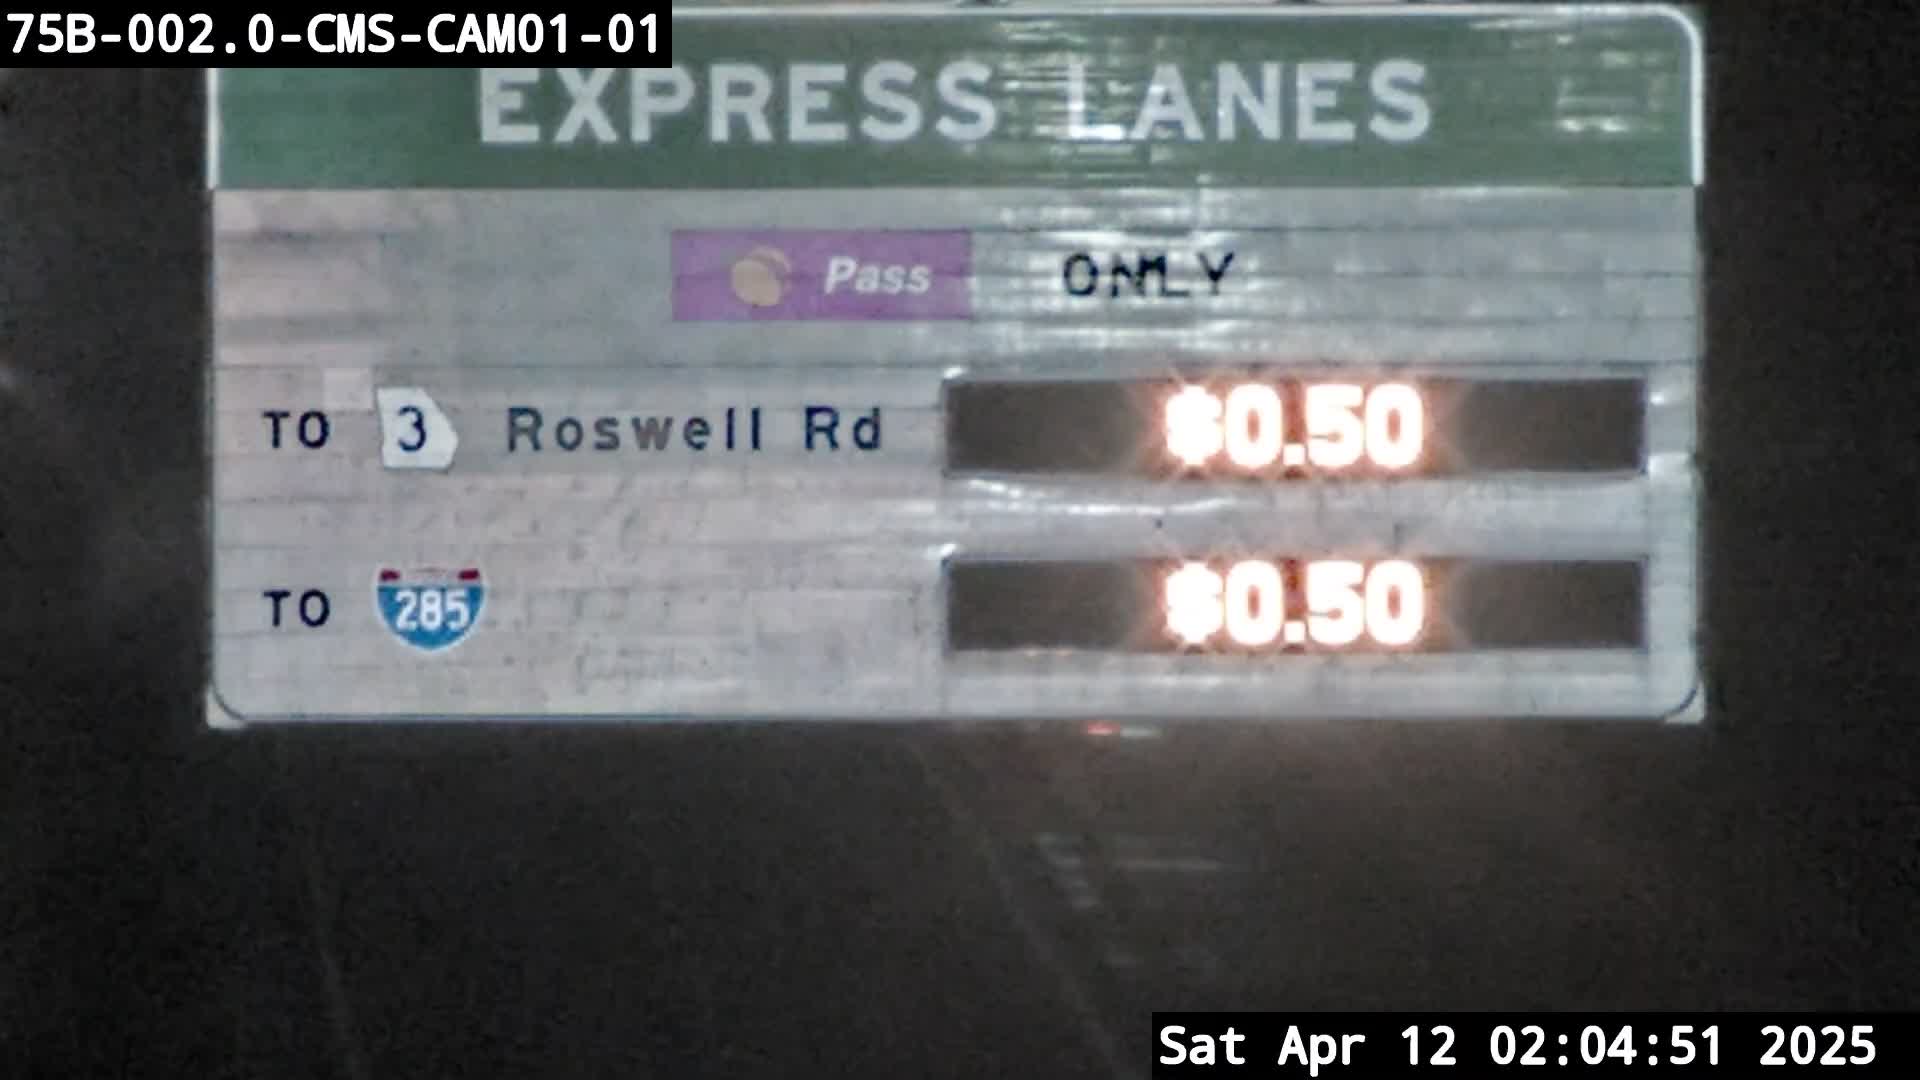 75B-002.0-CMS-CAM01-01
EXPRESS LANES
Pass ONLY
TO 3 Roswell Rd $0.50
TO 285 $0.50
Sat Apr 12 02:04:51 2025